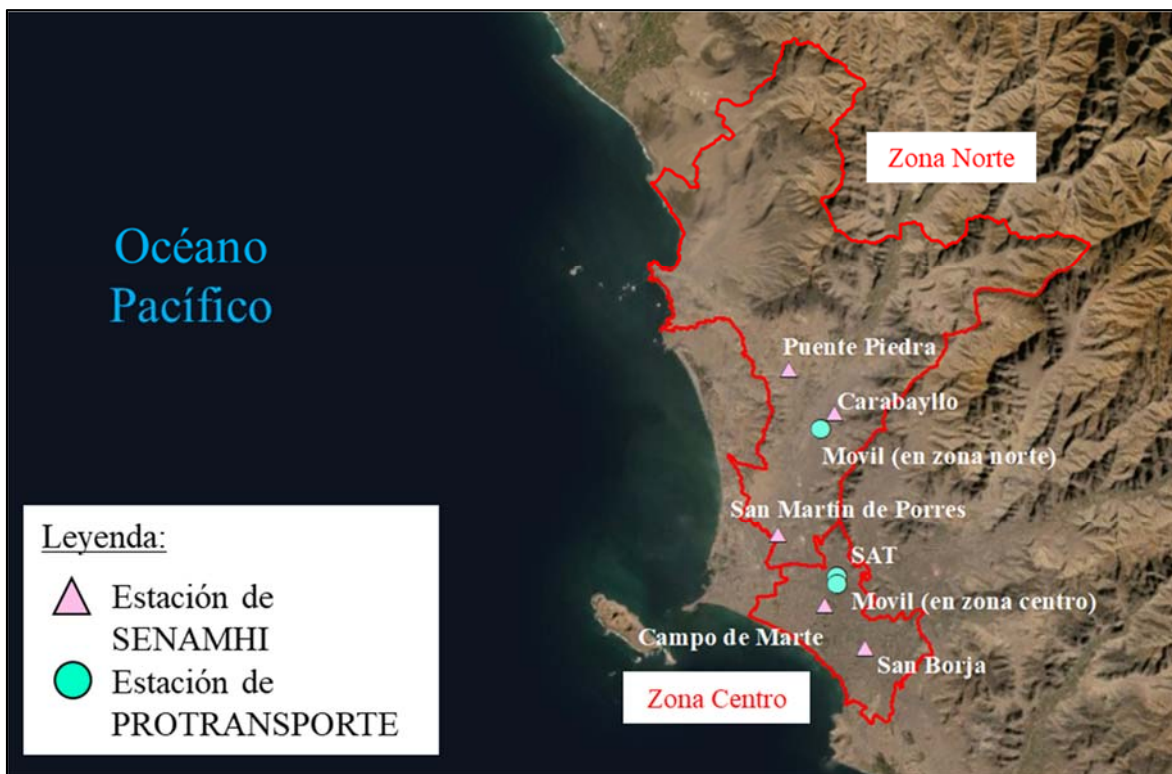 Zona Norte
Océano
Pacífico
Puente Piedra
Carabayllo
Movil (en zona norte)
San Martín de Porres
SAT
Movil (en zona centro)
Campo de Marte
San Borja
Zona Centro
Leyenda:
Estación de
SENAMHI
Estación de
PROTRANSPORTE